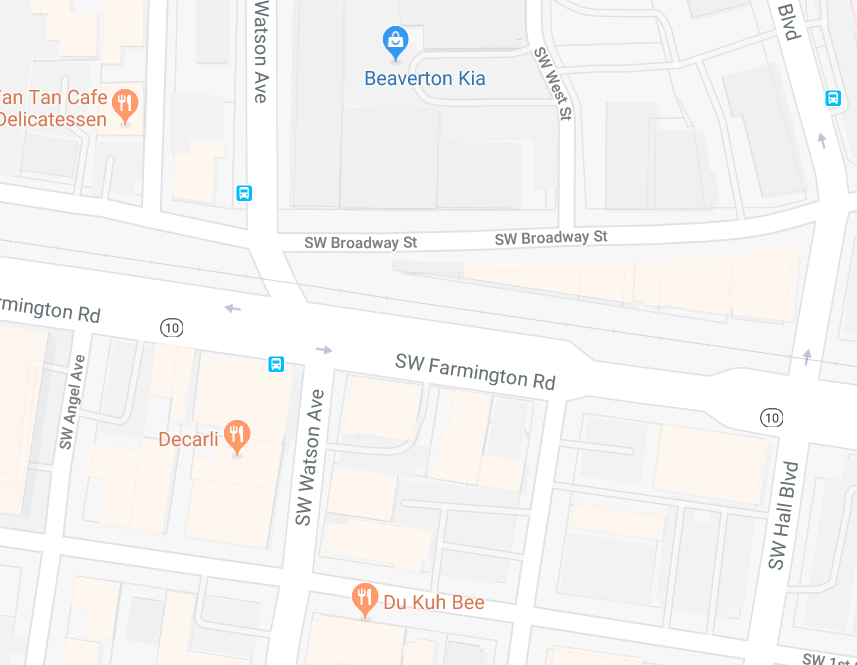 Watson Ave
Blvd
Beaverton Kia
SW West St
an Tan Cafe
Delicatessen
SW Broadway St
SW Broadway St
rmington Rd
10
SW Farmington Rd
SW Angel Ave
10
SW Watson Ave
Decarli
SW Hall Blvd
Du Kuh Bee
SW 1st S